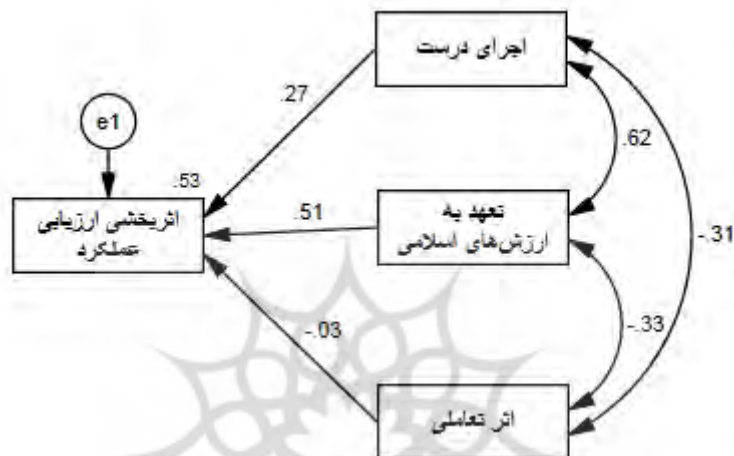 اجرای درست
.27
e1
.62
.53
تعهد به
ارزش‌های اسلامی
.51
اثربخشی ارزیابی
عملکرد
-.31
-.03
-.33
اثر تعاملی